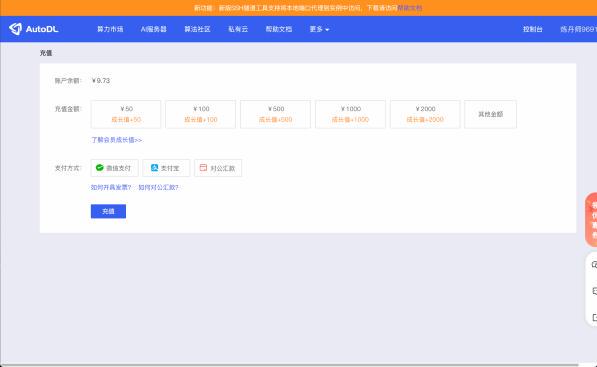 新功能：新版SSH隧道工具支持将本地端口代理到实例中访问，下载请访问帮助文档
AutoDL 算力市场 AI服务器 算法社区 私有云 帮助文档 更多 控制台 炼丹师9691
充值
账户余额： ￥9.73
充值金额： ￥50 ￥100 ￥500 ￥1000 ￥2000 其他金额
成长值+50 成长值+100 成长值+500 成长值+1000 成长值+2000
了解会员成长值>>
支付方式： 微信支付 支付宝 对公汇款
如何开具发票？ 如何对公汇款？
充值